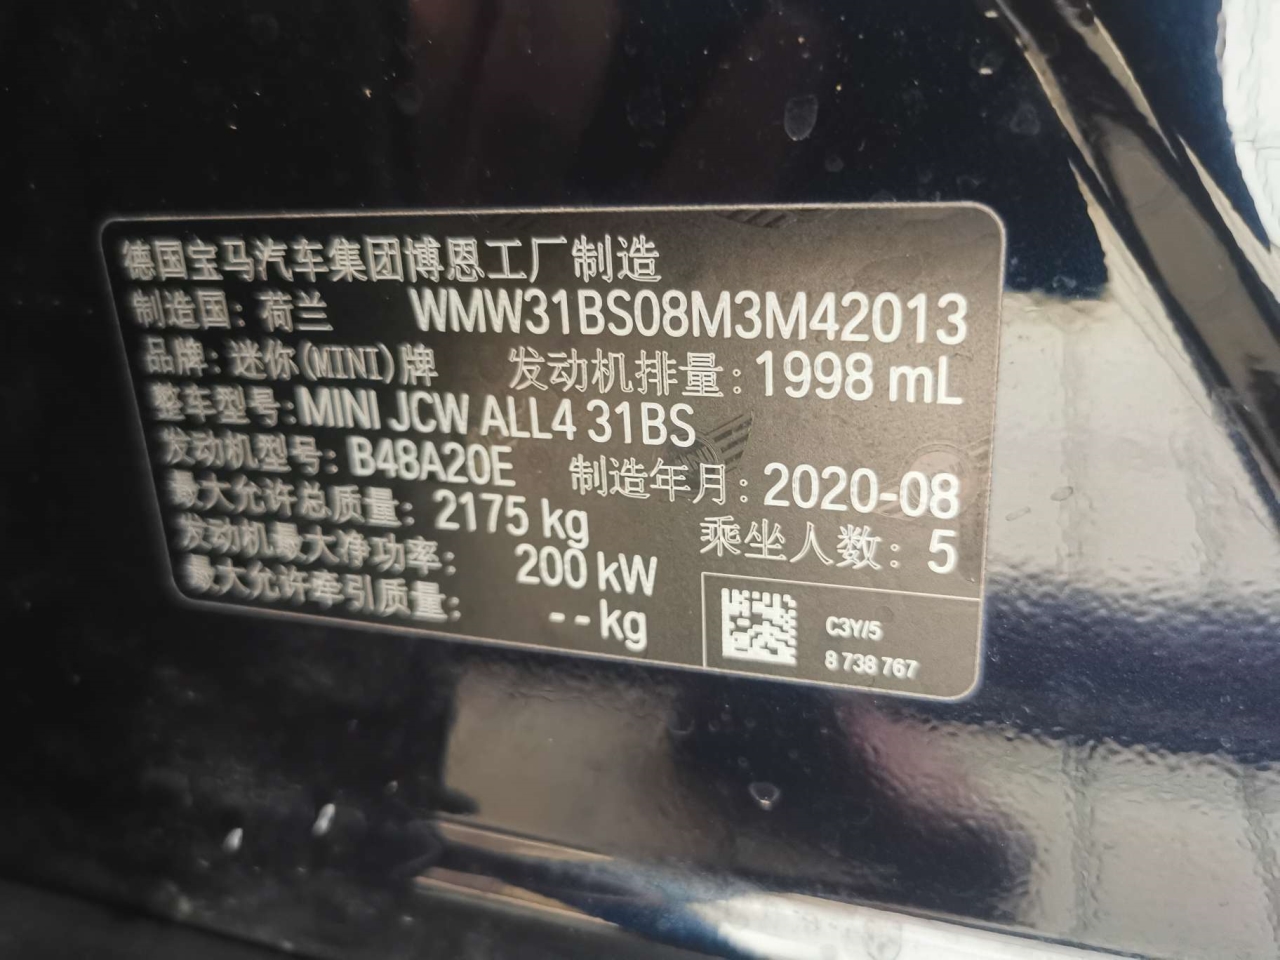 德国宝马汽车集团博恩工厂制造
制造国: 荷兰 WMW31BS08M3M42013
品牌: 迷你(MINI)牌 发动机排量: 1998 mL
整车型号: MINI JCW ALL4 31BS
发动机型号: B48A20E 制造年月: 2020-08
最大允许总质量: 2175 kg 乘坐人数: 5
发动机最大净功率: 200 kW
最大允许牵引质量: -- kg
C3Y/5
8 738 767